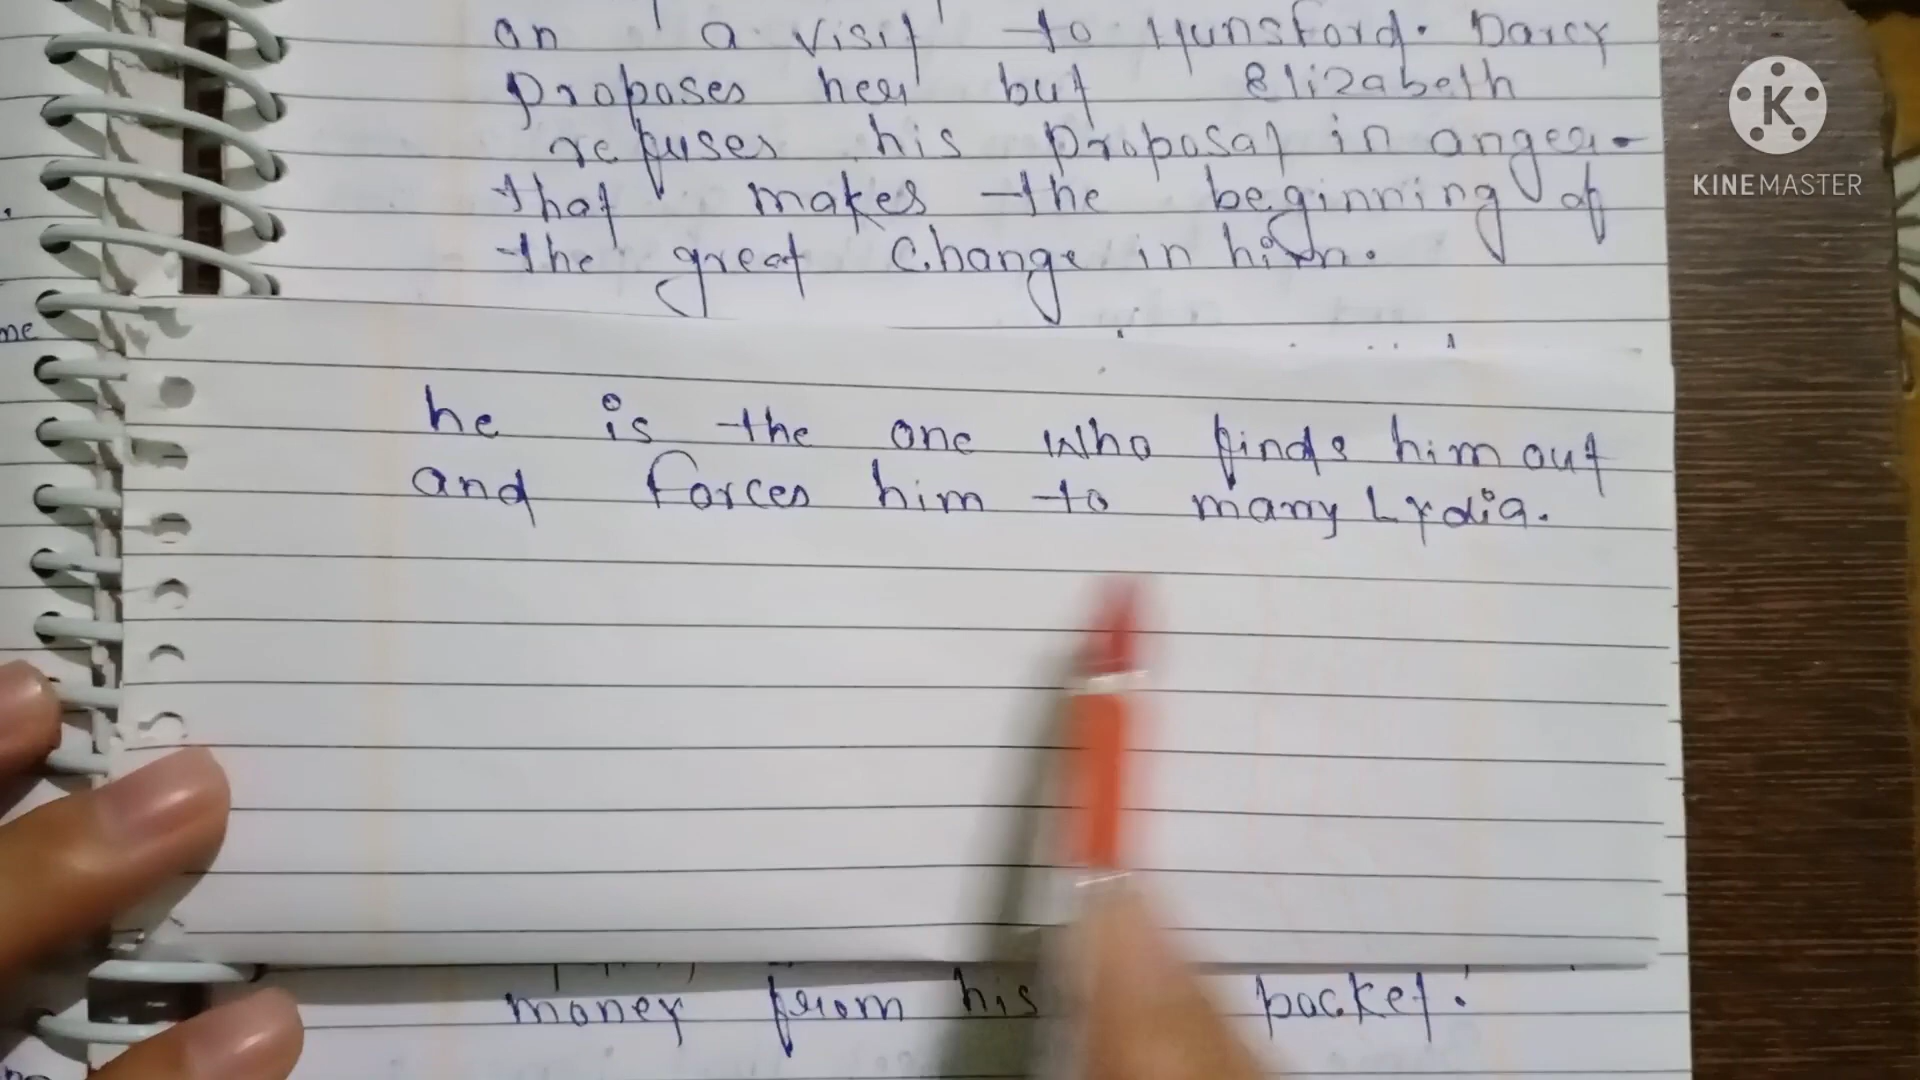 on a visit to Hunsford. Darcy
proposes her but Elizabeth
refuses his proposal in anger.
that makes the beginning of
the great change in him.
me
he is the one who finds him out
and forces him to marry Lydia.
money from his pocket.
K
KINEMASTER